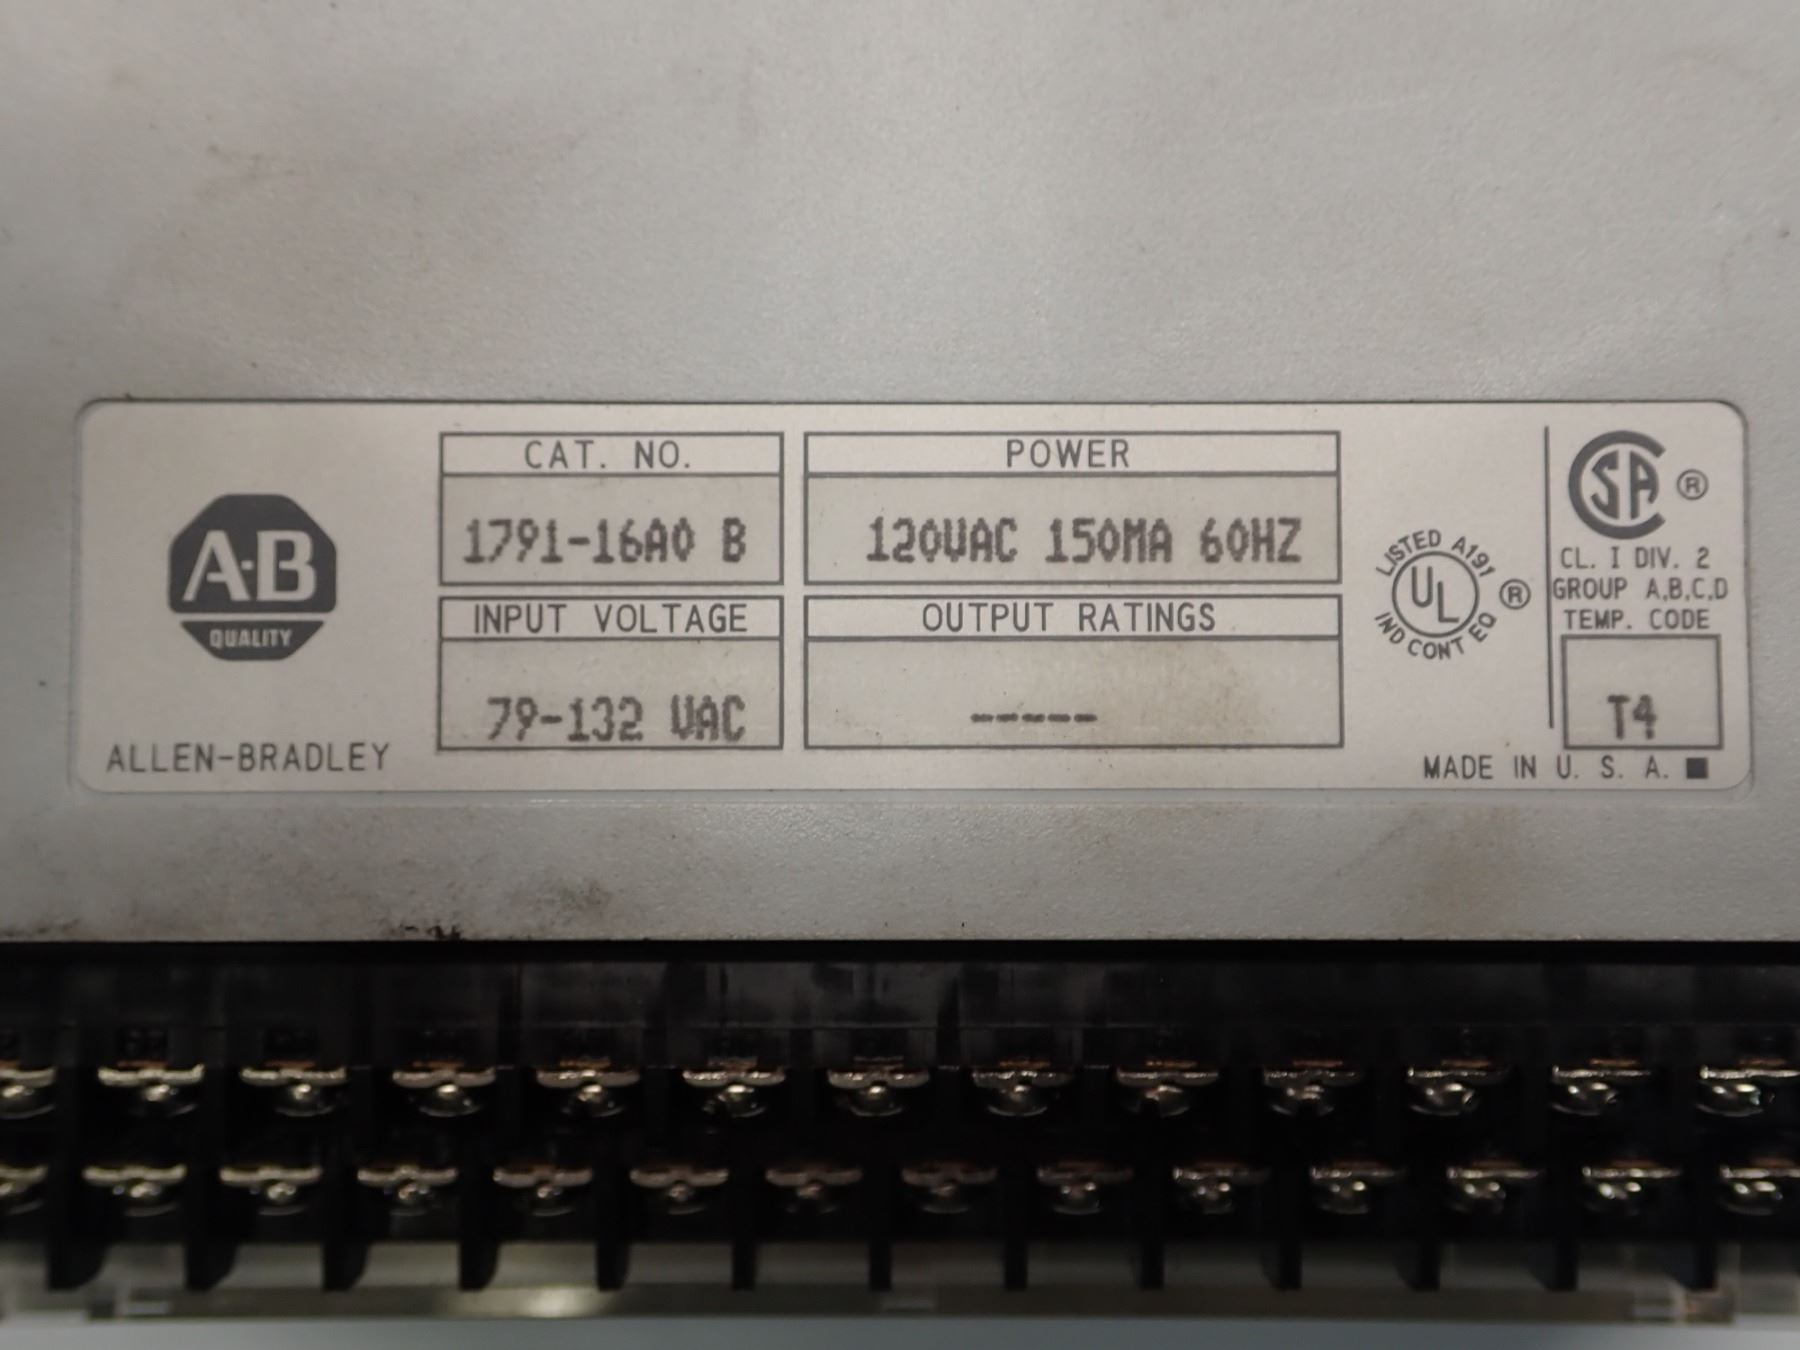 A-B
QUALITY
ALLEN-BRADLEY
CAT. NO.
1791-16A0 B
INPUT VOLTAGE
79-132 VAC
POWER
120VAC 150MA 60HZ
OUTPUT RATINGS
-----
LISTED A191
UL ®
IND CONT EQ
CSA ®
CL. I DIV. 2
GROUP A,B,C,D
TEMP. CODE
T4
MADE IN U. S. A. ■